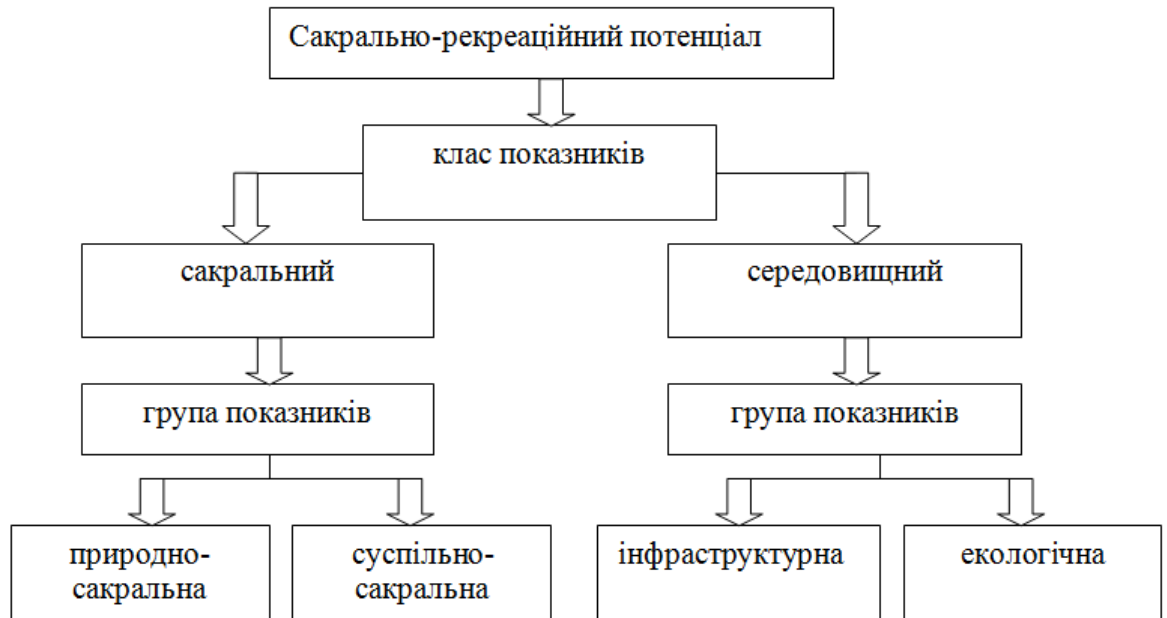 Сакрально-рекреаційний потенціал
клас показників
сакральний
середовищний
група показників
група показників
природно-
сакральна
суспільно-
сакральна
інфраструктурна
екологічна